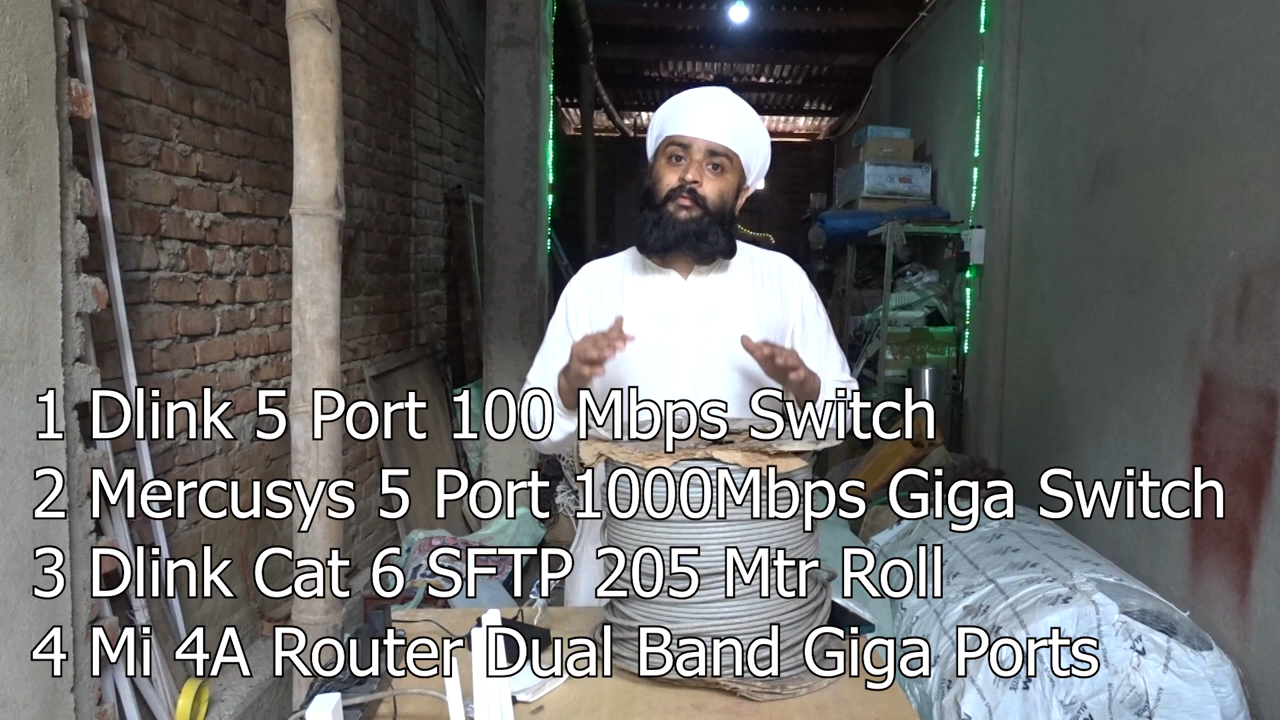 1 Dlink 5 Port 100 Mbps Switch
2 Mercusys 5 Port 1000Mbps Giga Switch
3 Dlink Cat 6 SFTP 205 Mtr Roll
4 Mi 4A Router Dual Band Giga Ports